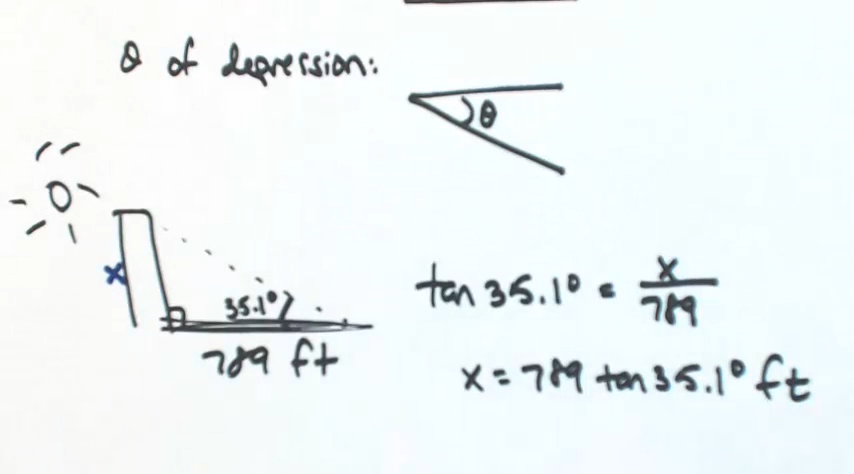 θ of depression:
θ
x
35.1°
789 ft
tan 35.1° = x/789
x = 789 tan 35.1° ft